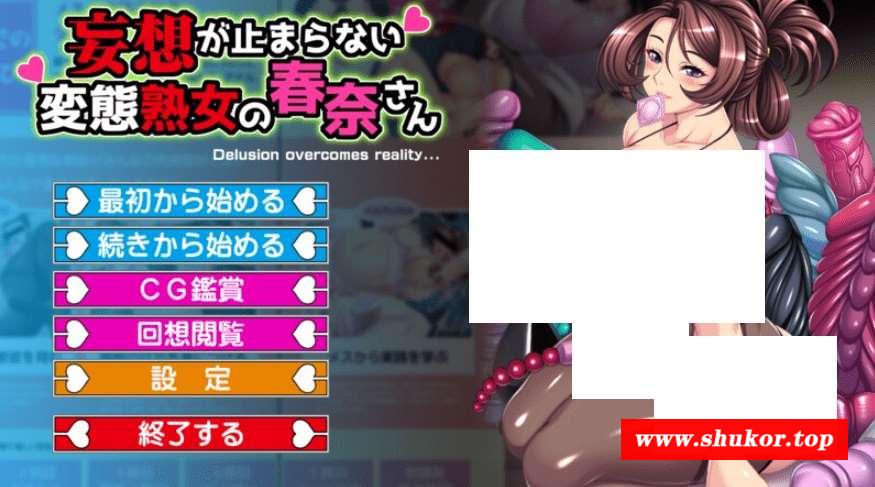 妄想が止まらない
変態熟女の春奈さん
Delusion overcomes reality...
最初から始める
続きから始める
ＣＧ鑑賞
回想閲覧
設　定
終了する
www.shukor.top